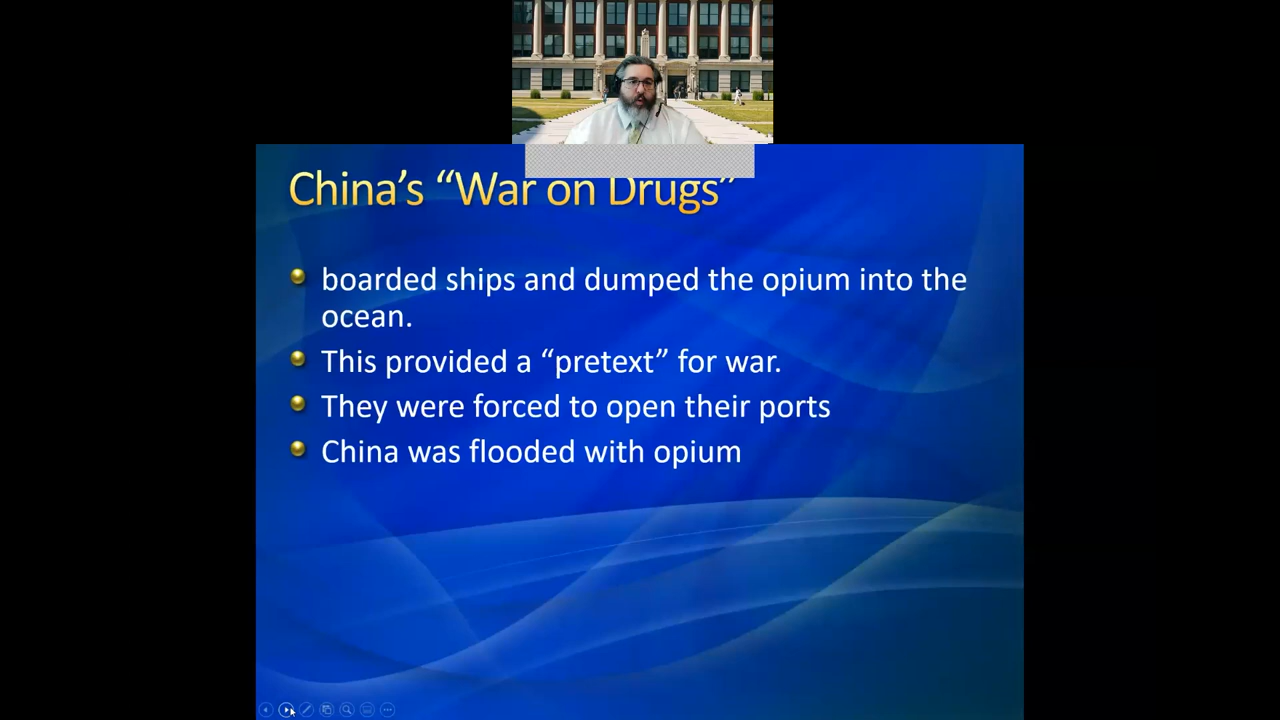 China's “War on Drugs”
boarded ships and dumped the opium into the
ocean.
This provided a “pretext” for war.
They were forced to open their ports
China was flooded with opium